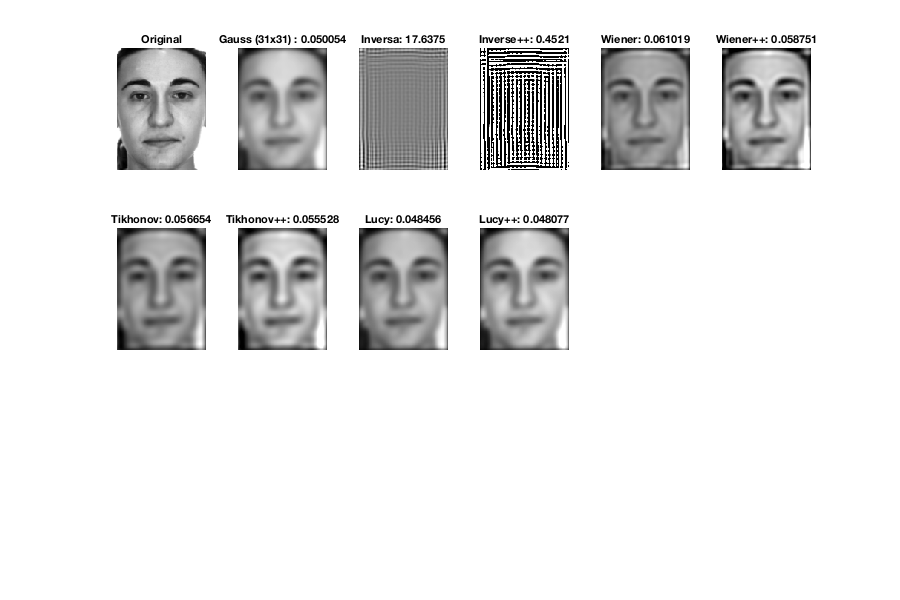 Original
Gauss (31x31) : 0.050054
Inversa: 17.6375
Inverse++: 0.4521
Wiener: 0.061019
Wiener++: 0.058751
Tikhonov: 0.056654
Tikhonov++: 0.055528
Lucy: 0.048456
Lucy++: 0.048077